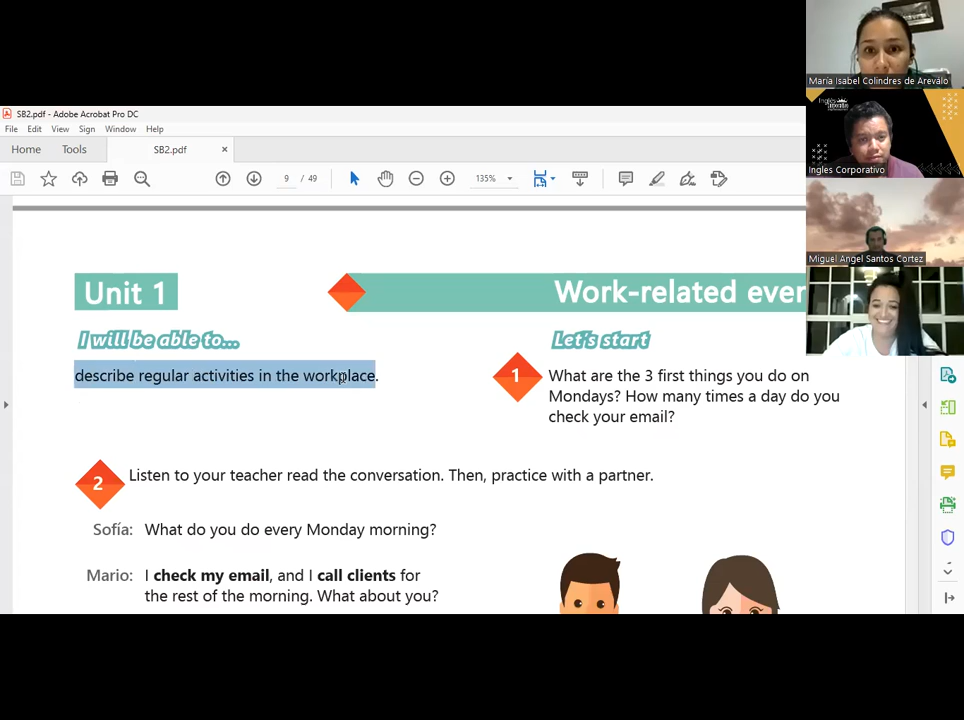 SB2.pdf - Adobe Acrobat Pro DC
File Edit View Sign Window Help
Home Tools SB2.pdf ×
9 / 49 135%
Unit 1
Work-related ever
I will be able to...
Let's start
describe regular activities in the workplace.
1 What are the 3 first things you do on
Mondays? How many times a day do you
check your email?
2 Listen to your teacher read the conversation. Then, practice with a partner.
Sofía: What do you do every Monday morning?
Mario: I check my email, and I call clients for
the rest of the morning. What about you?
María Isabel Colindres de Arevalo
Inglés
Ingles Corporativo
Miguel Angel Santos Cortez